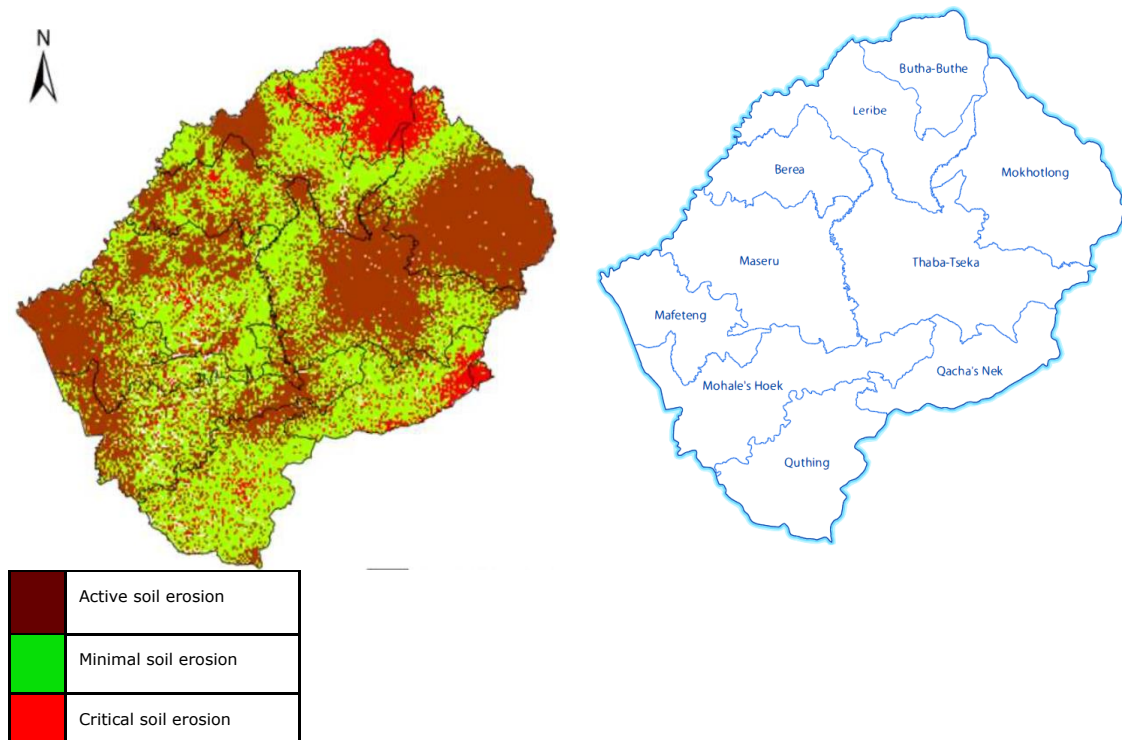 N
Butha-Buthe
Leribe
Berea
Mokhotlong
Maseru
Thaba-Tseka
Mafeteng
Mohale's Hoek
Qacha's Nek
Quthing
Active soil erosion
Minimal soil erosion
Critical soil erosion